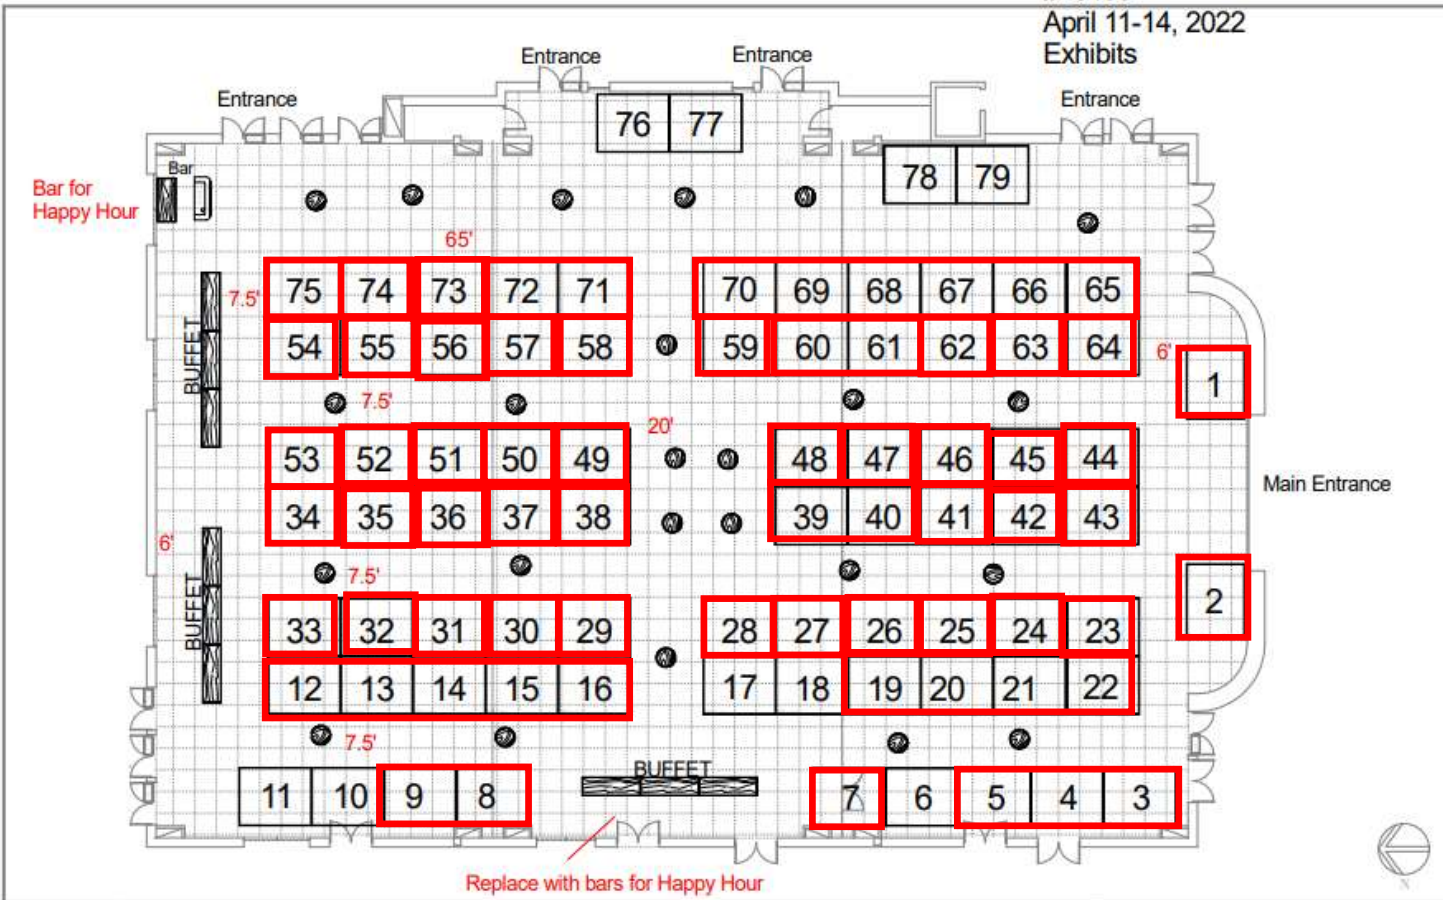 April 11-14, 2022
Exhibits
Entrance
Entrance
Entrance
Entrance
76 77
78 79
Bar
Bar for
Happy Hour
65'
7.5'
75 74 73 72 71 70 69 68 67 66 65
54 55 56 57 58 59 60 61 62 63 64
6'
BUFFET
1
7.5'
20'
53 52 51 50 49 48 47 46 45 44
Main Entrance
34 35 36 37 38 39 40 41 42 43
6'
7.5'
BUFFET
2
33 32 31 30 29 28 27 26 25 24 23
12 13 14 15 16 17 18 19 20 21 22
7.5'
BUFFET
11 10 9 8 7 6 5 4 3
Replace with bars for Happy Hour
N